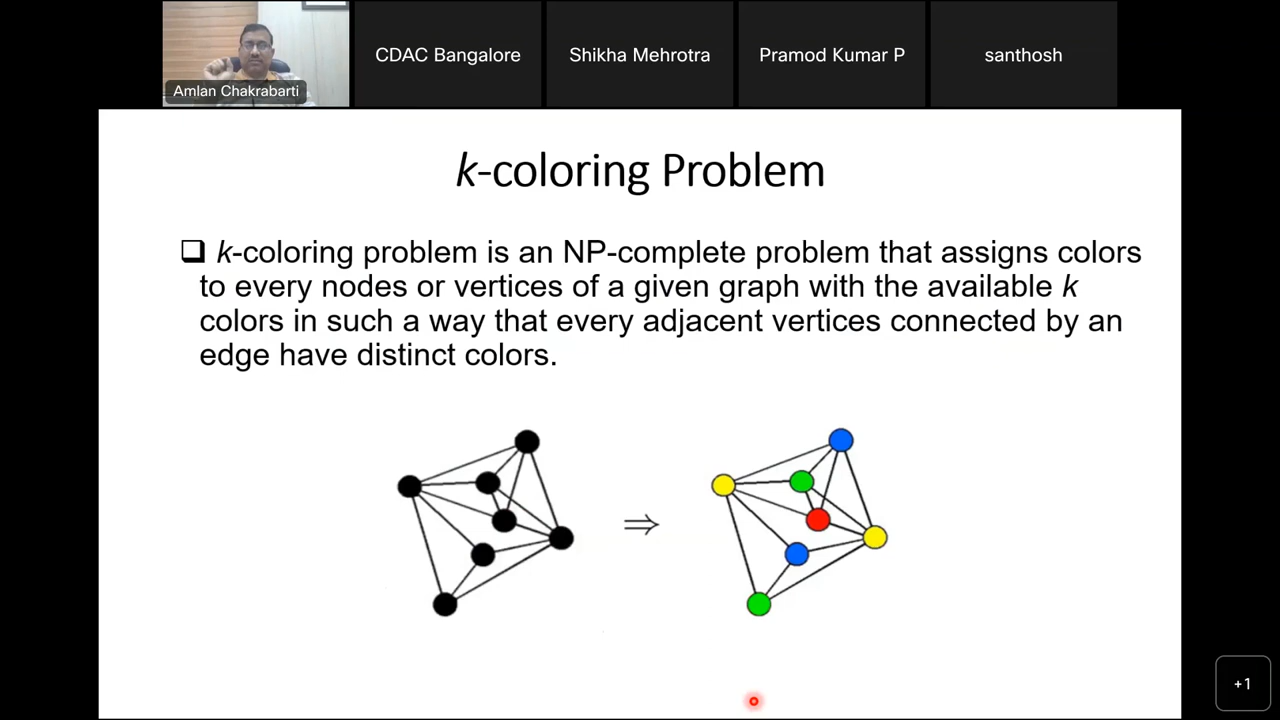 CDAC Bangalore
Shikha Mehrotra
Pramod Kumar P
santhosh
Amlan Chakrabarti
k-coloring Problem
❑ k-coloring problem is an NP-complete problem that assigns colors
to every nodes or vertices of a given graph with the available k
colors in such a way that every adjacent vertices connected by an
edge have distinct colors.
⇒
+1